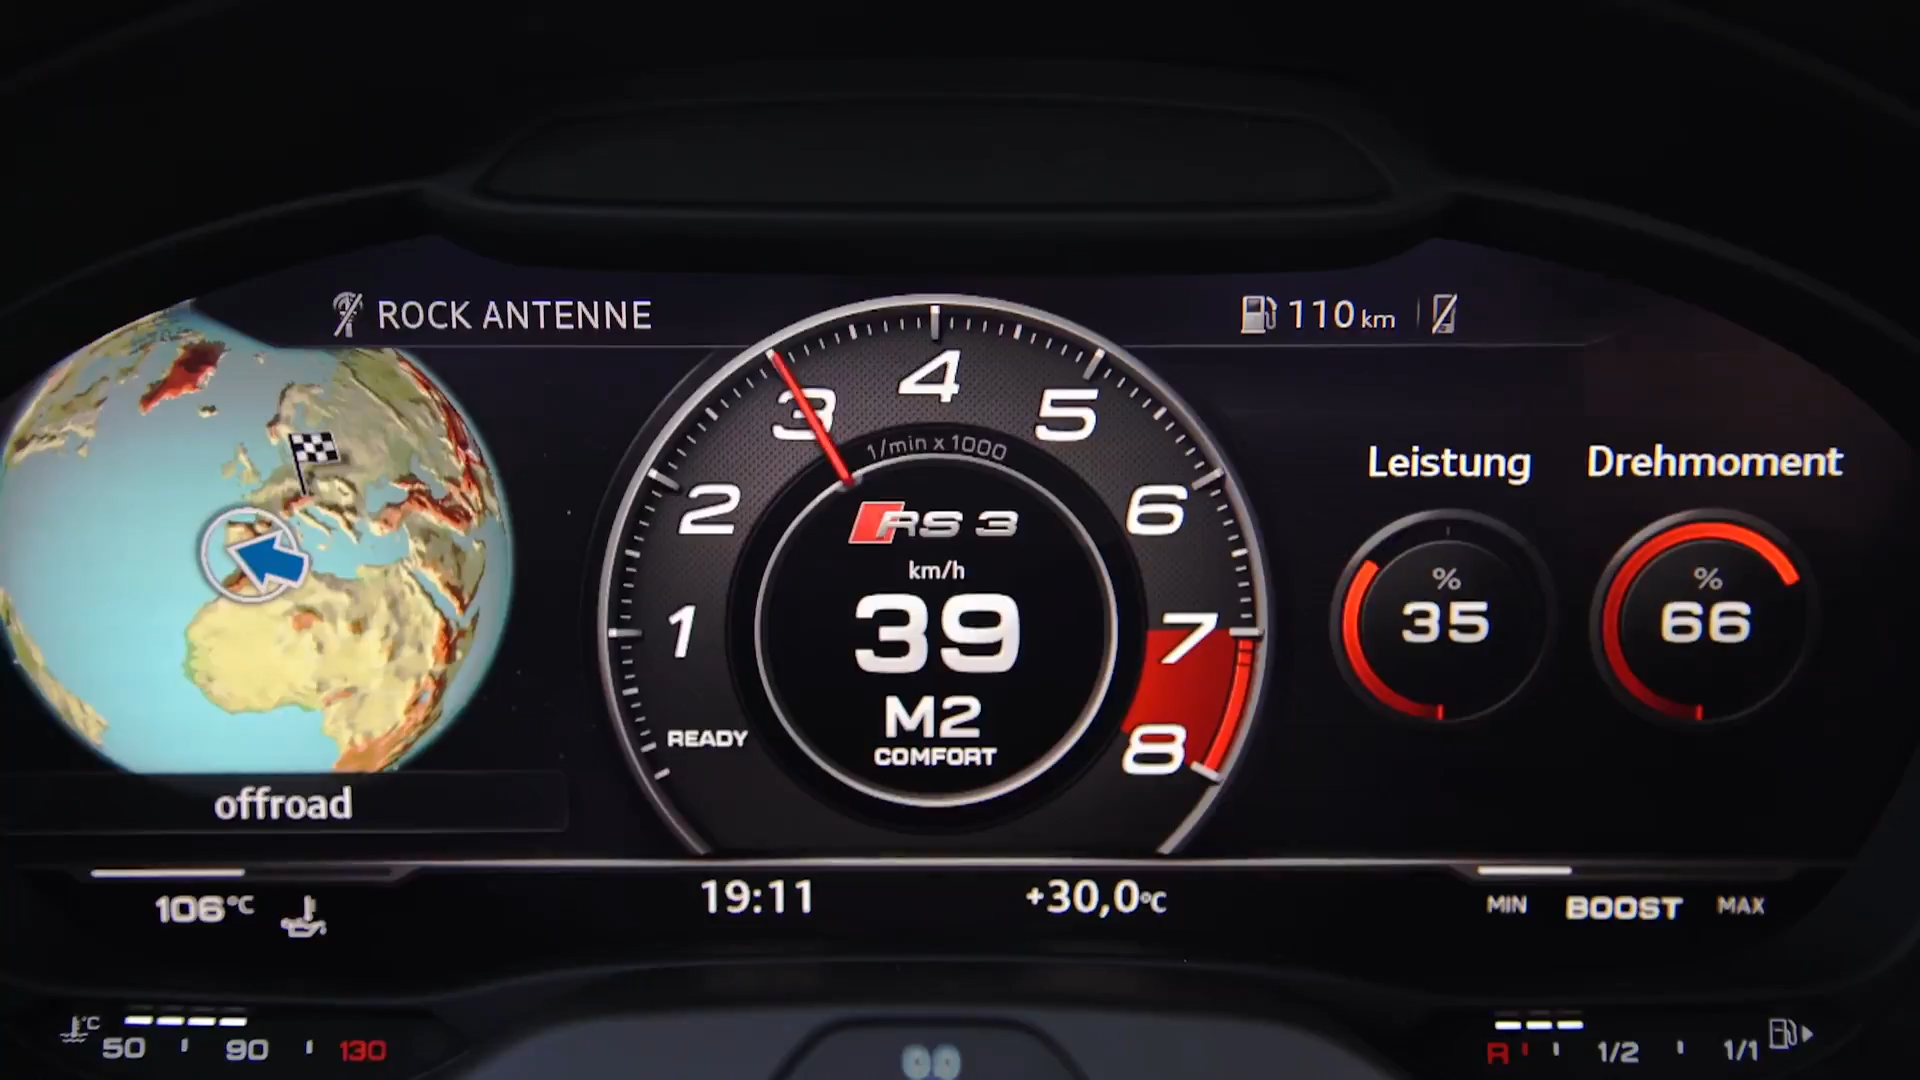 ROCK ANTENNE
110 km
4
3
5
1/min x 1000
2
6
RS 3
km/h
39
1
7
M2
READY
COMFORT
8
Leistung
Drehmoment
%
35
%
66
offroad
106°C
19:11
+30,0°C
MIN BOOST MAX
°C
50 90 130
R 1/2 1/1